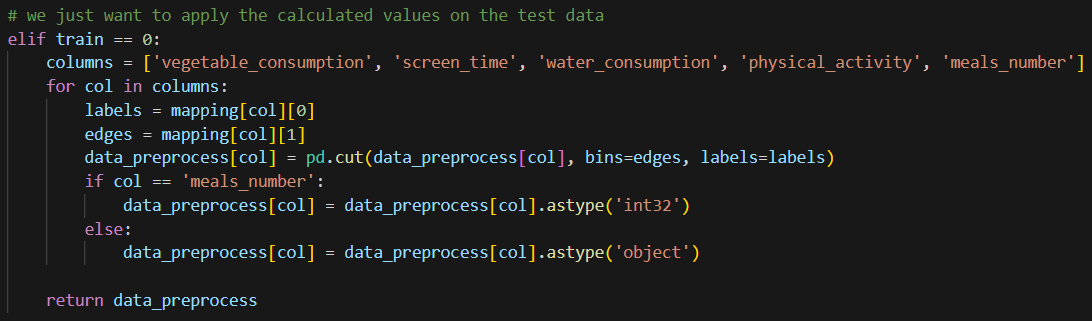 # we just want to apply the calculated values on the test data
elif train == 0:
    columns = ['vegetable_consumption', 'screen_time', 'water_consumption', 'physical_activity', 'meals_number']
    for col in columns:
        labels = mapping[col][0]
        edges = mapping[col][1]
        data_preprocess[col] = pd.cut(data_preprocess[col], bins=edges, labels=labels)
        if col == 'meals_number':
            data_preprocess[col] = data_preprocess[col].astype('int32')
        else:
            data_preprocess[col] = data_preprocess[col].astype('object')
    return data_preprocess